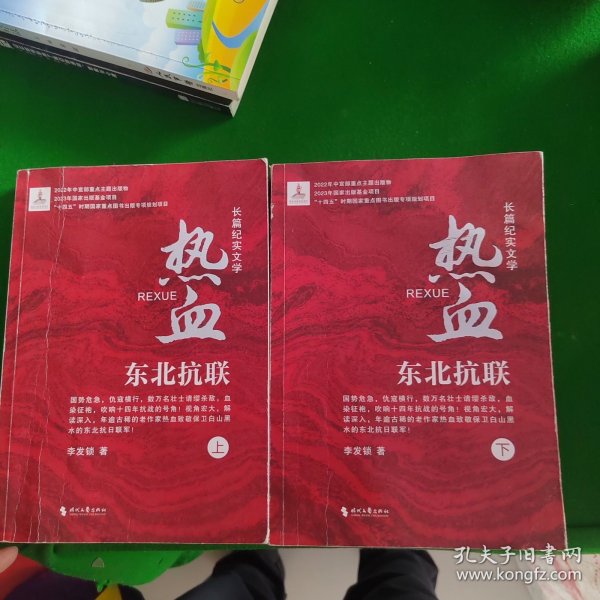 2022年中宣部重点主题出版物
2023年国家出版基金项目
"十四五"时期国家重点图书出版专项规划项目
长篇纪实文学
热血
REXUE
东北抗联
国势危急，仇寇横行，数万名壮士请缨杀敌，血
染征袍，吹响十四年抗战的号角！视角宏大，解
读深入，年逾古稀的老作家热血致敬保卫白山黑
水的东北抗日联军！
李发锁 著
上
时代文艺出版社
2022年中宣部重点主题出版物
2023年国家出版基金项目
"十四五"时期国家重点图书出版专项规划项目
长篇纪实文学
热血
REXUE
东北抗联
国势危急，仇寇横行，数万名壮士请缨杀敌，血
染征袍，吹响十四年抗战的号角！视角宏大，解
读深入，年逾古稀的老作家热血致敬保卫白山黑
水的东北抗日联军！
李发锁 著
下
时代文艺出版社
孔夫子旧书网
www.kongfz.com